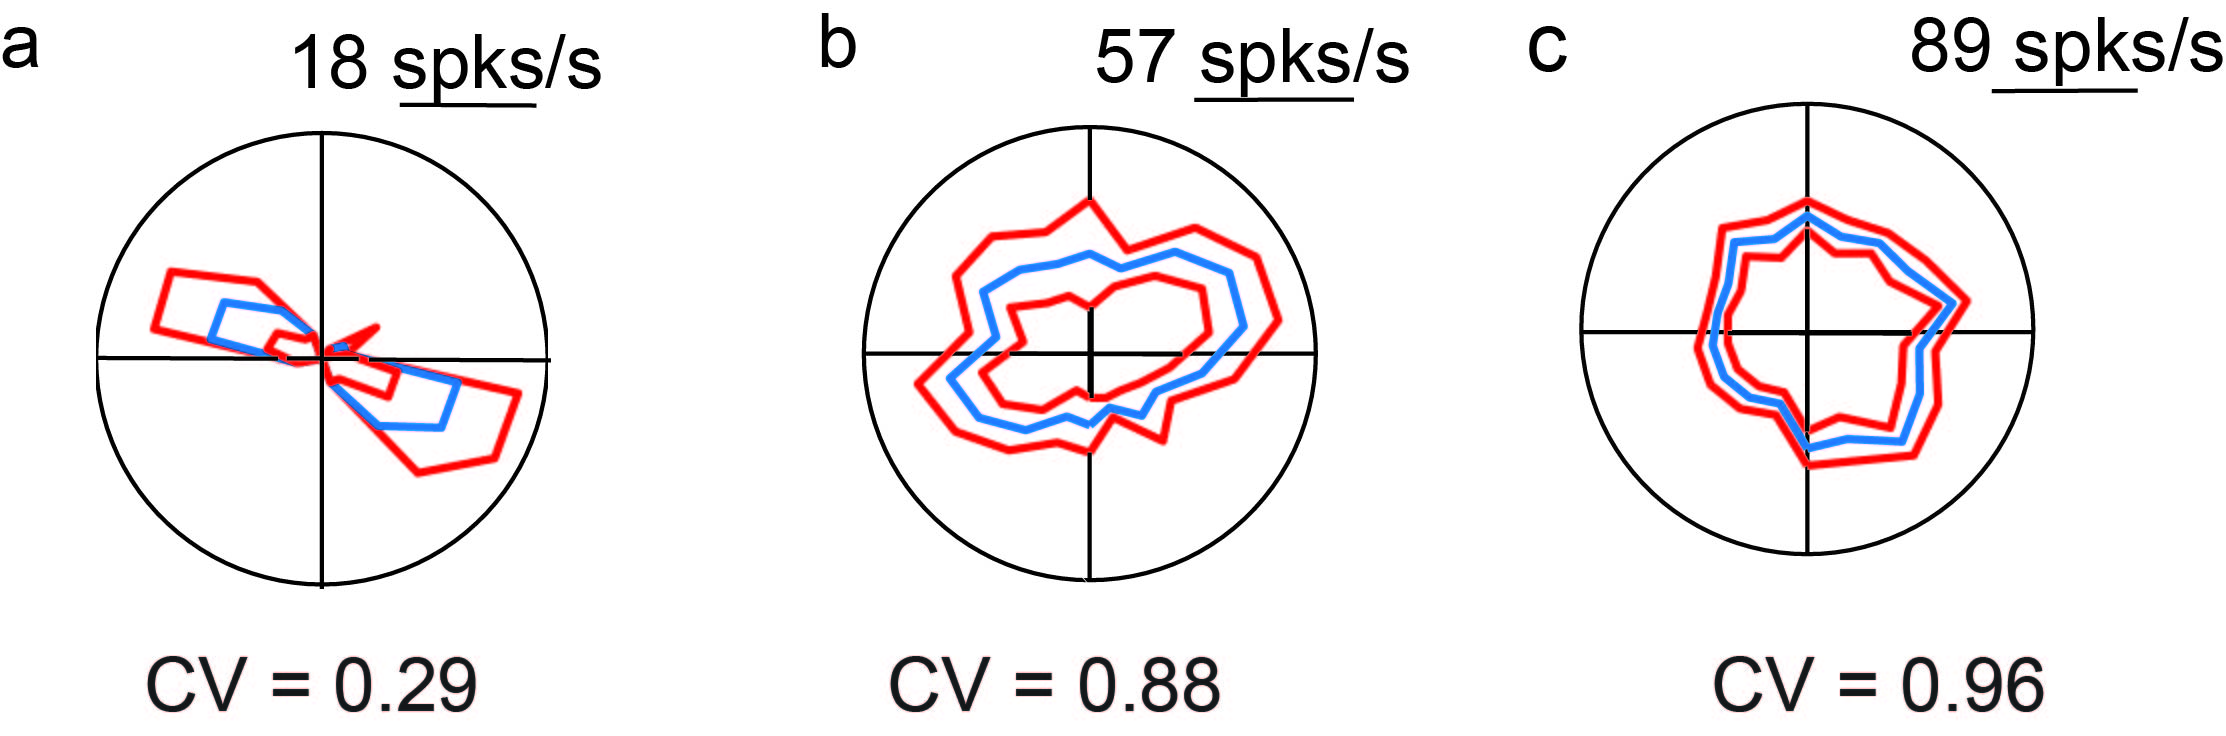 a
18 spks/s
b
57 spks/s
c
89 spks/s
CV = 0.29
CV = 0.88
CV = 0.96